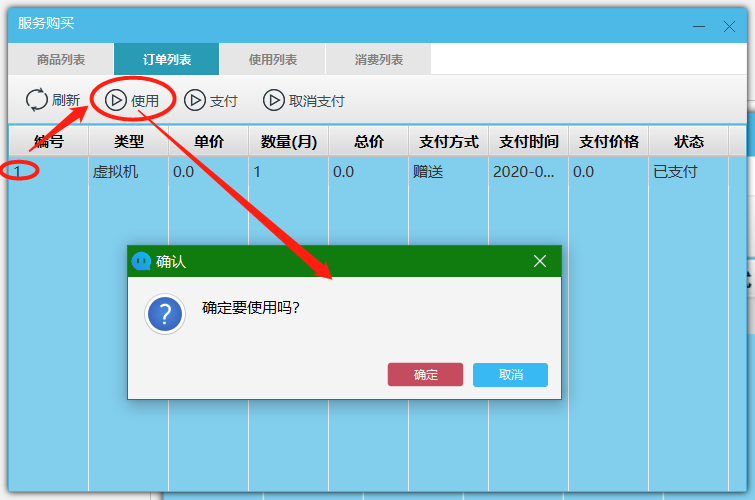 服务购买
商品列表 订单列表 使用列表 消费列表
刷新 使用 支付 取消支付
编号 类型 单价 数量(月) 总价 支付方式 支付时间 支付价格 状态
1 虚拟机 0.0 1 0.0 赠送 2020-0... 0.0 已支付
确认
确定要使用吗?
确定 取消